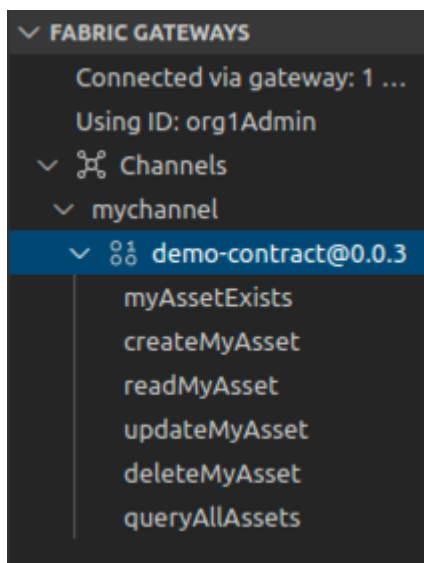 FABRIC GATEWAYS
Connected via gateway: 1 ...
Using ID: org1Admin
Channels
mychannel
demo-contract@0.0.3
myAssetExists
createMyAsset
readMyAsset
updateMyAsset
deleteMyAsset
queryAllAssets